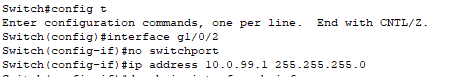 Switch#config t
Enter configuration commands, one per line.  End with CNTL/Z.
Switch(config)#interface g1/0/2
Switch(config-if)#no switchport
Switch(config-if)#ip address 10.0.99.1 255.255.255.0